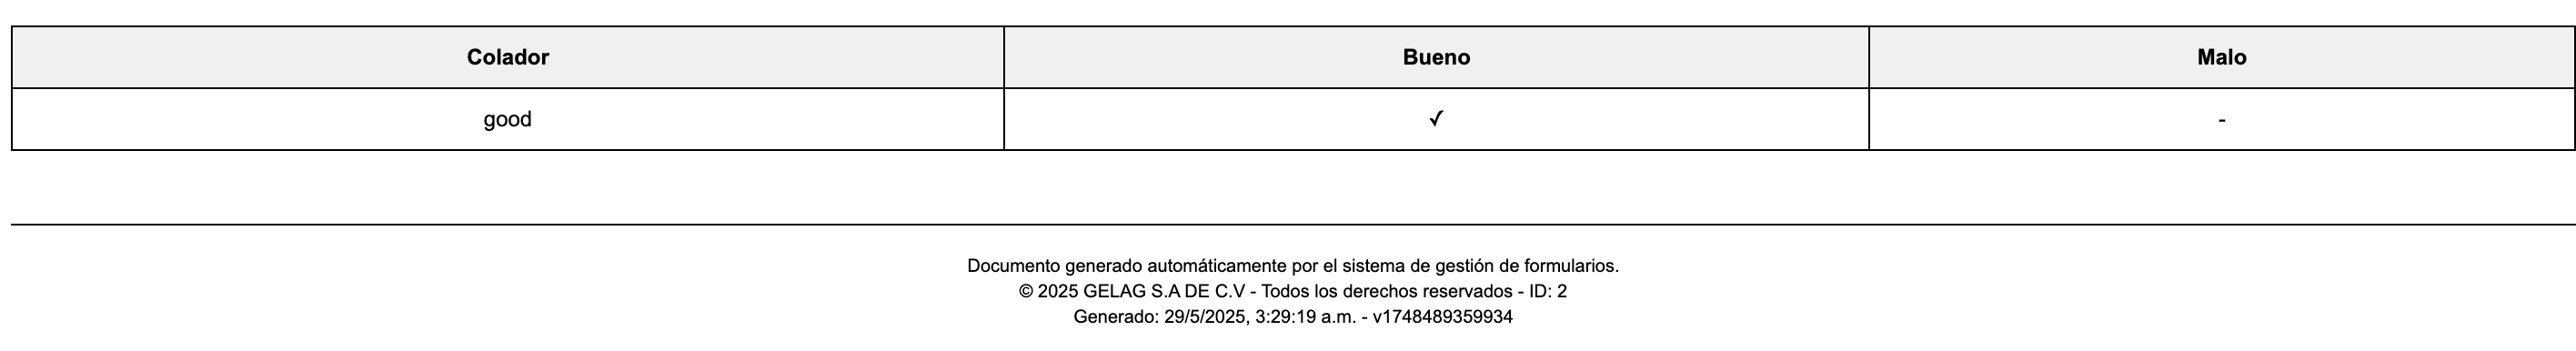 Colador Bueno Malo
good ✓ -
Documento generado automáticamente por el sistema de gestión de formularios.
© 2025 GELAG S.A DE C.V - Todos los derechos reservados - ID: 2
Generado: 29/5/2025, 3:29:19 a.m. - v1748489359934